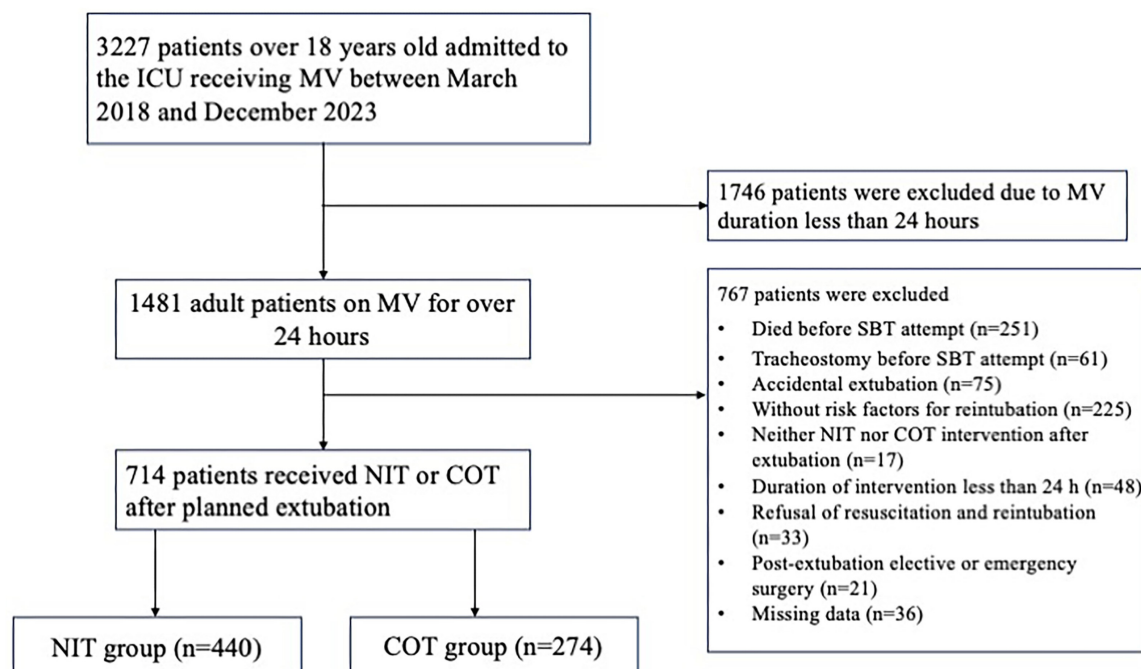 3227 patients over 18 years old admitted to
the ICU receiving MV between March
2018 and December 2023
1746 patients were excluded due to MV
duration less than 24 hours
1481 adult patients on MV for over
24 hours
767 patients were excluded
• Died before SBT attempt (n=251)
• Tracheostomy before SBT attempt (n=61)
• Accidental extubation (n=75)
• Without risk factors for reintubation (n=225)
• Neither NIT nor COT intervention after
extubation (n=17)
• Duration of intervention less than 24 h (n=48)
• Refusal of resuscitation and reintubation
(n=33)
• Post-extubation elective or emergency
surgery (n=21)
• Missing data (n=36)
714 patients received NIT or COT
after planned extubation
NIT group (n=440)
COT group (n=274)